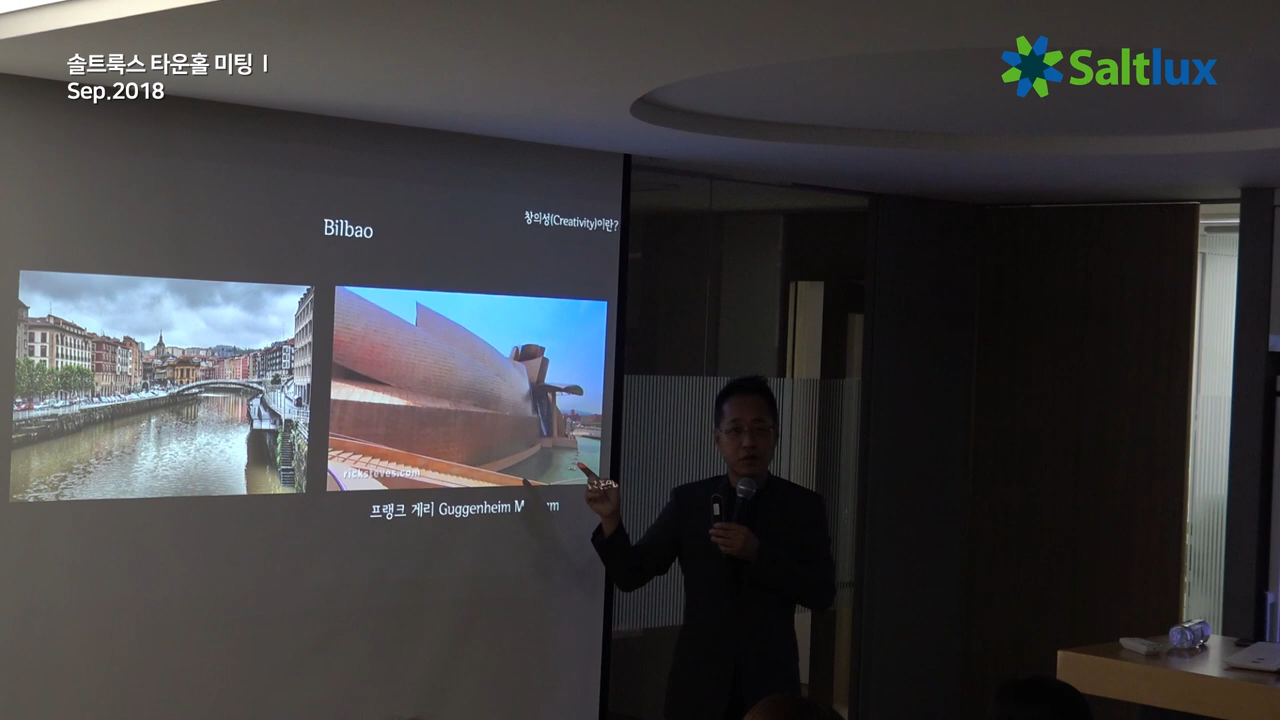 솔트룩스 타운홀 미팅 I
Sep.2018
Saltlux
창의성(Creativity)이란?
Bilbao
ricksteves.com
프랭크 게리 Guggenheim